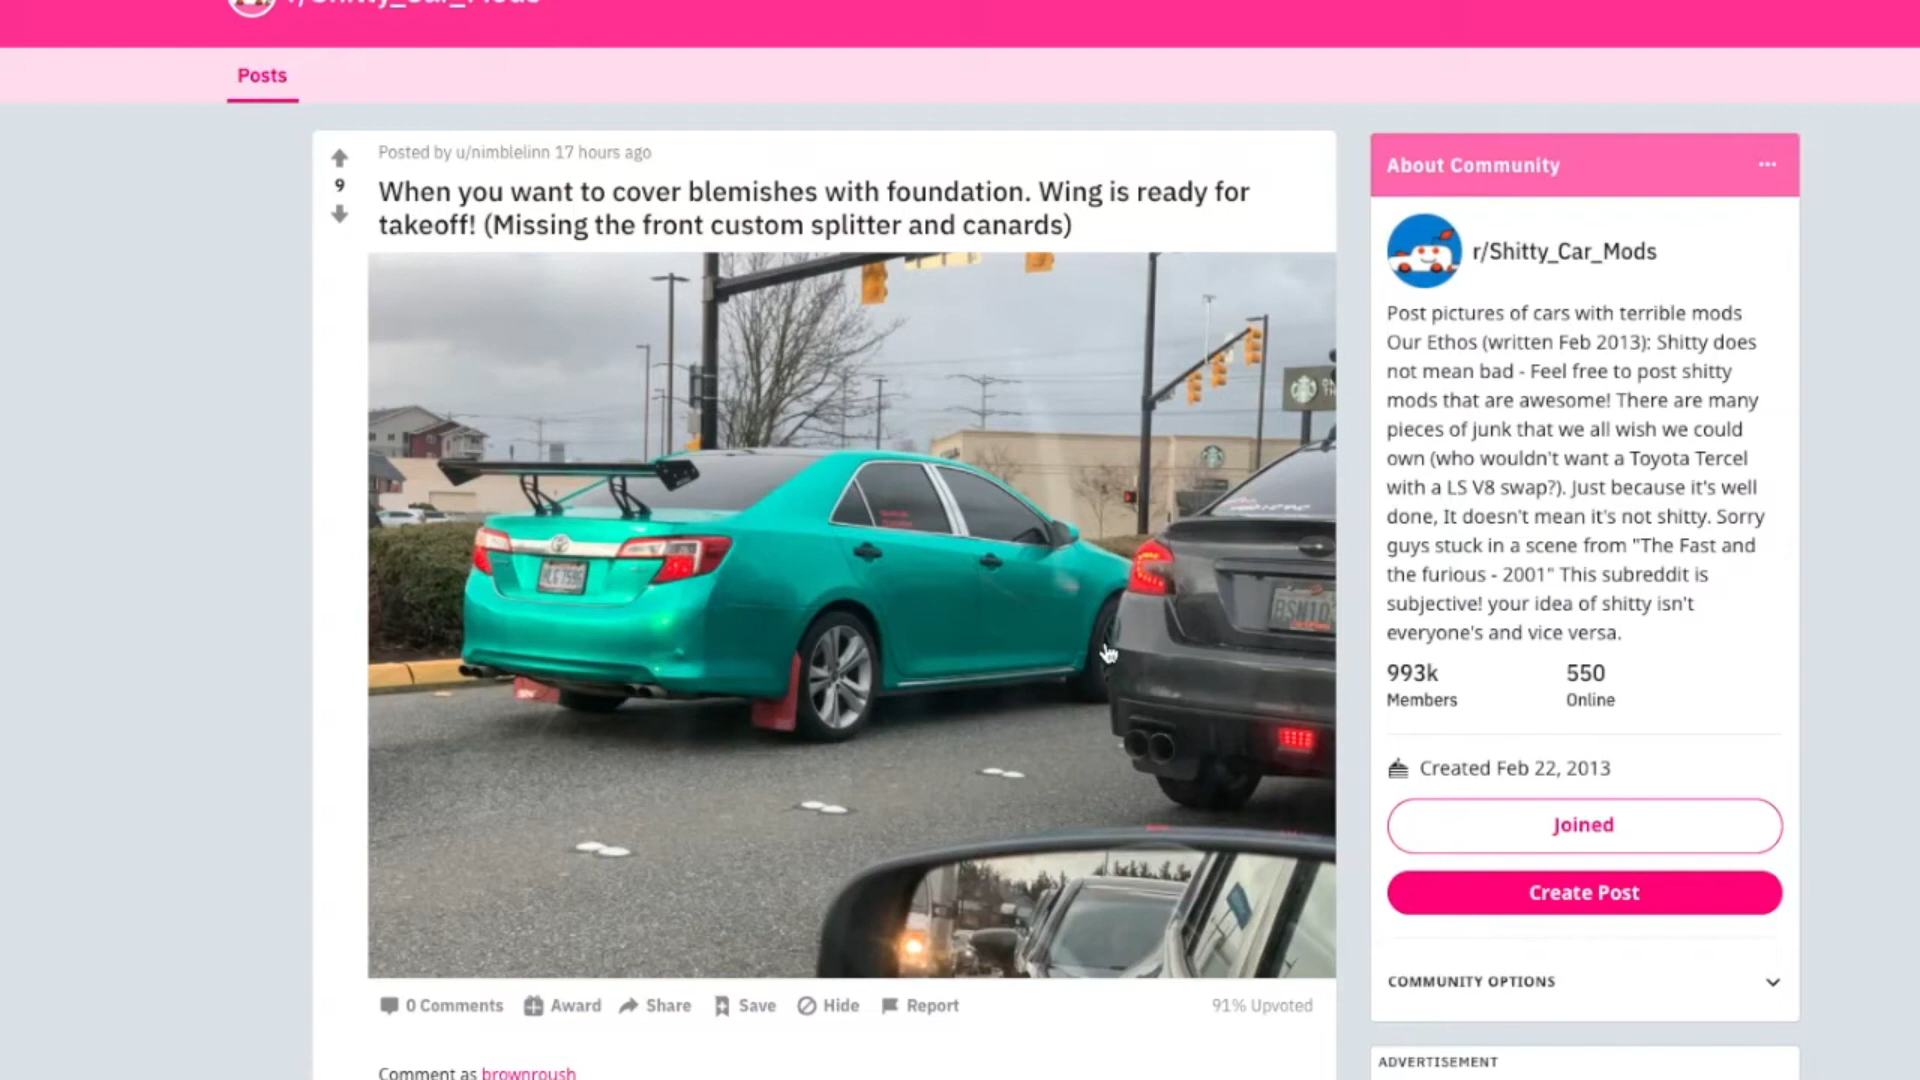 Posts
Posted by u/nimblelinn 17 hours ago
9
When you want to cover blemishes with foundation. Wing is ready for
takeoff! (Missing the front custom splitter and canards)
0 Comments
Award
Share
Save
Hide
Report
91% Upvoted
Comment as brownroush
About Community
r/Shitty_Car_Mods
Post pictures of cars with terrible mods
Our Ethos (written Feb 2013): Shitty does
not mean bad - Feel free to post shitty
mods that are awesome! There are many
pieces of junk that we all wish we could
own (who wouldn't want a Toyota Tercel
with a LS V8 swap?). Just because it's well
done, It doesn't mean it's not shitty. Sorry
guys stuck in a scene from "The Fast and
the furious - 2001" This subreddit is
subjective! your idea of shitty isn't
everyone's and vice versa.
993k
Members
550
Online
Created Feb 22, 2013
Joined
Create Post
COMMUNITY OPTIONS
ADVERTISEMENT